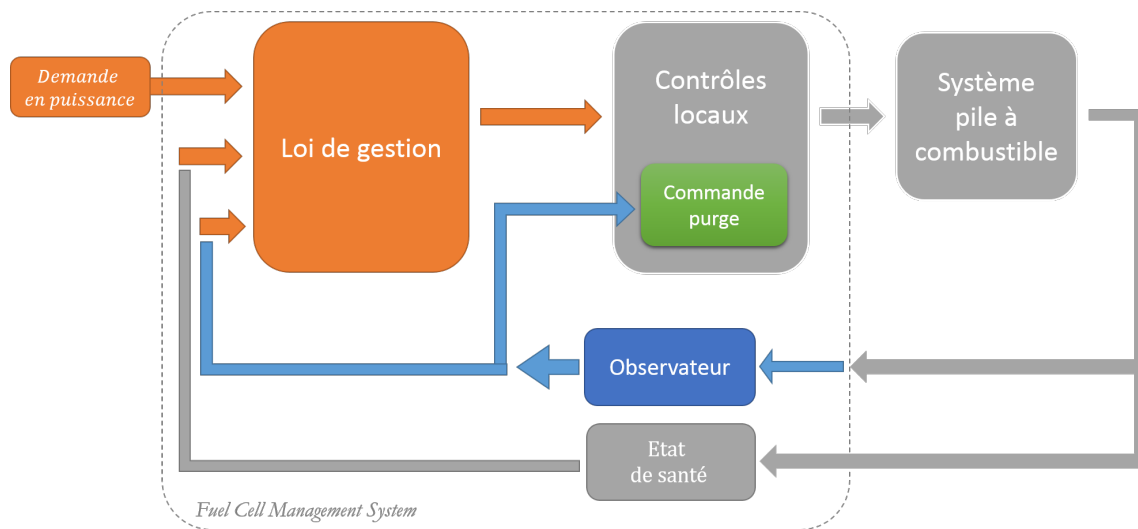 Demande
en puissance
Loi de gestion
Contrôles
locaux
Commande
purge
Système
pile à
combustible
Observateur
Etat
de santé
Fuel Cell Management System